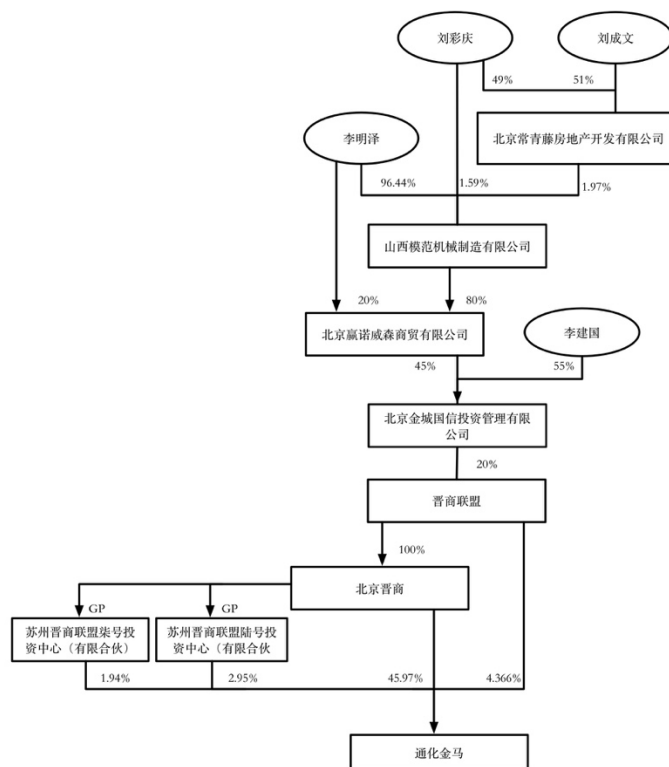 刘彩庆
刘成文
49%
51%
李明泽
北京常青藤房地产开发有限公司
96.44%
1.59%
1.97%
山西模范机械制造有限公司
20%
80%
北京赢诺威森商贸有限公司
李建国
45%
55%
北京金城国信投资管理有限
公司
20%
晋商联盟
100%
北京晋商
GP
GP
苏州晋商联盟柒号投
资中心（有限合伙）
苏州晋商联盟陆号投
资中心（有限合伙
1.94%
2.95%
45.97%
4.366%
通化金马